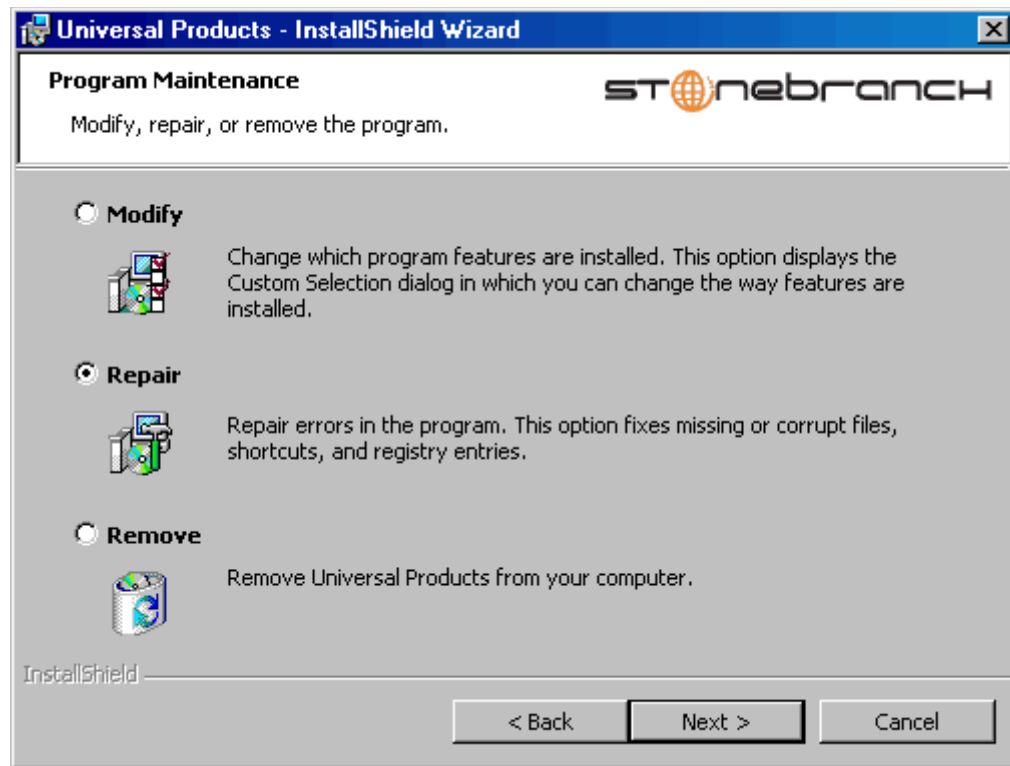 Universal Products - InstallShield Wizard
Program Maintenance
stonebranch
Modify, repair, or remove the program.
Modify
Change which program features are installed. This option displays the
Custom Selection dialog in which you can change the way features are
installed.
Repair
Repair errors in the program. This option fixes missing or corrupt files,
shortcuts, and registry entries.
Remove
Remove Universal Products from your computer.
InstallShield
< Back
Next >
Cancel